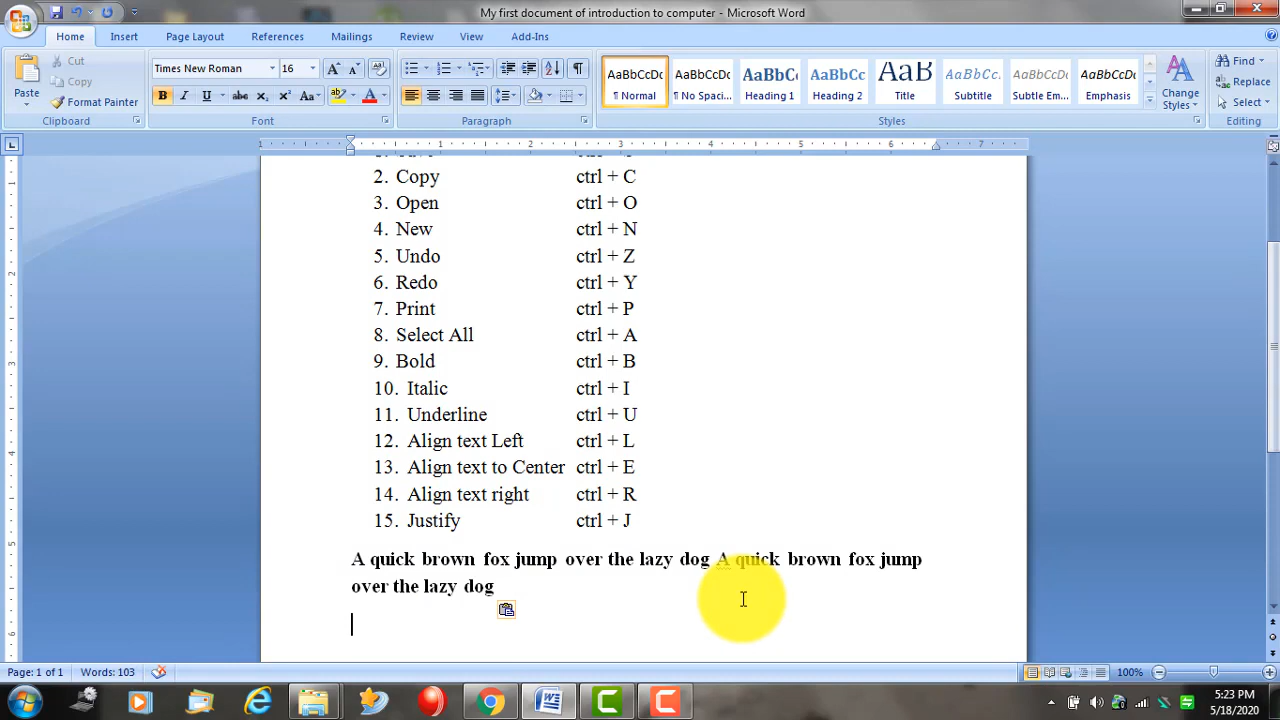 My first document of introduction to computer - Microsoft Word
Home Insert Page Layout References Mailings Review View Add-Ins
Paste
Cut
Copy
Format Painter
Clipboard
Times New Roman 16
Font
Paragraph
AaBbCcDc AaBbCcDc AaBbC AaBbCc AaB AaBbCc. AaBbCcDc AaBbCcDc
¶ Normal ¶ No Spaci... Heading 1 Heading 2 Title Subtitle Subtle Em... Emphasis
Change Styles
Styles
Find
Replace
Select
Editing
2. Copy ctrl + C
3. Open ctrl + O
4. New ctrl + N
5. Undo ctrl + Z
6. Redo ctrl + Y
7. Print ctrl + P
8. Select All ctrl + A
9. Bold ctrl + B
10. Italic ctrl + I
11. Underline ctrl + U
12. Align text Left ctrl + L
13. Align text to Center ctrl + E
14. Align text right ctrl + R
15. Justify ctrl + J
A quick brown fox jump over the lazy dog A quick brown fox jump
over the lazy dog
Page: 1 of 1 Words: 103 100%
5:23 PM
5/18/2020